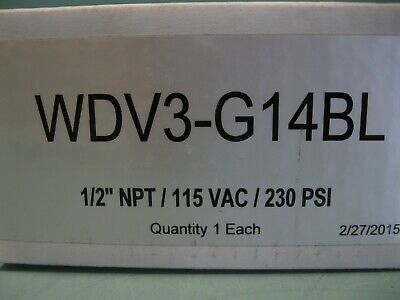 WDV3-G14BL
1/2" NPT / 115 VAC / 230 PSI
Quantity 1 Each
2/27/2015